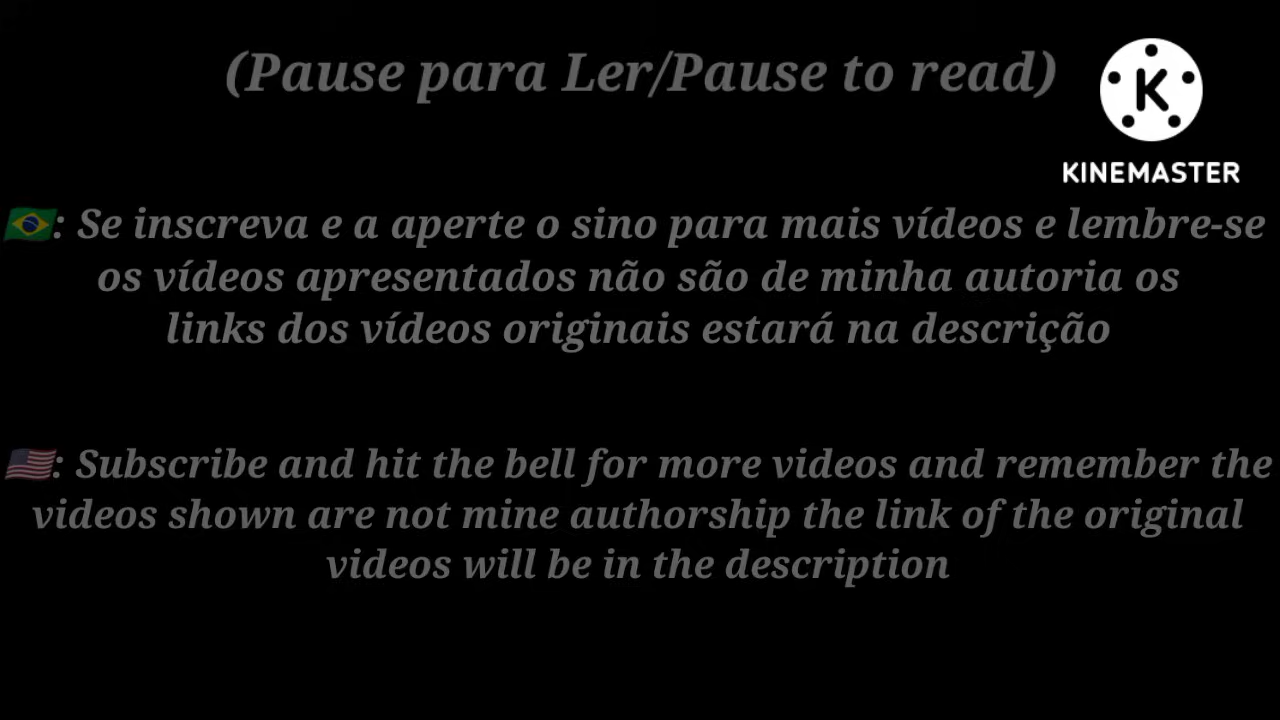 (Pause para Ler/Pause to read)
KINEMASTER
🇧🇷: Se inscreva e a aperte o sino para mais vídeos e lembre-se
os vídeos apresentados não são de minha autoria os
links dos vídeos originais estará na descrição
🇺🇸: Subscribe and hit the bell for more videos and remember the
videos shown are not mine authorship the link of the original
videos will be in the description